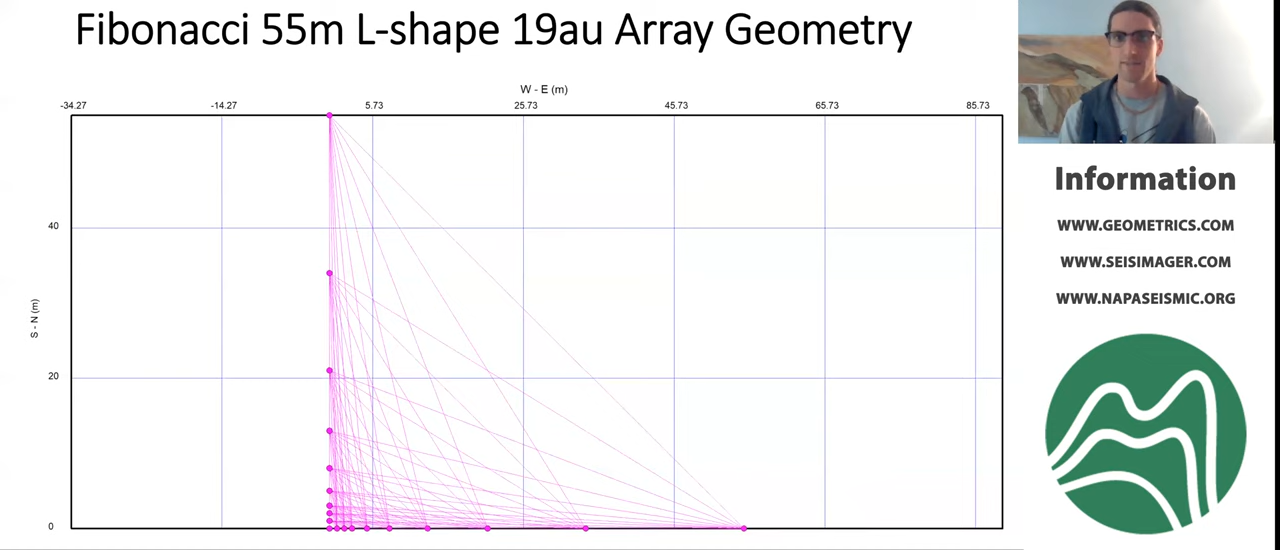 Fibonacci 55m L-shape 19au Array Geometry
W - E (m)
-34.27 -14.27 5.73 25.73 45.73 65.73 85.73
40
S - N (m)
20
0
Information
WWW.GEOMETRICS.COM
WWW.SEISIMAGER.COM
WWW.NAPASEISMIC.ORG